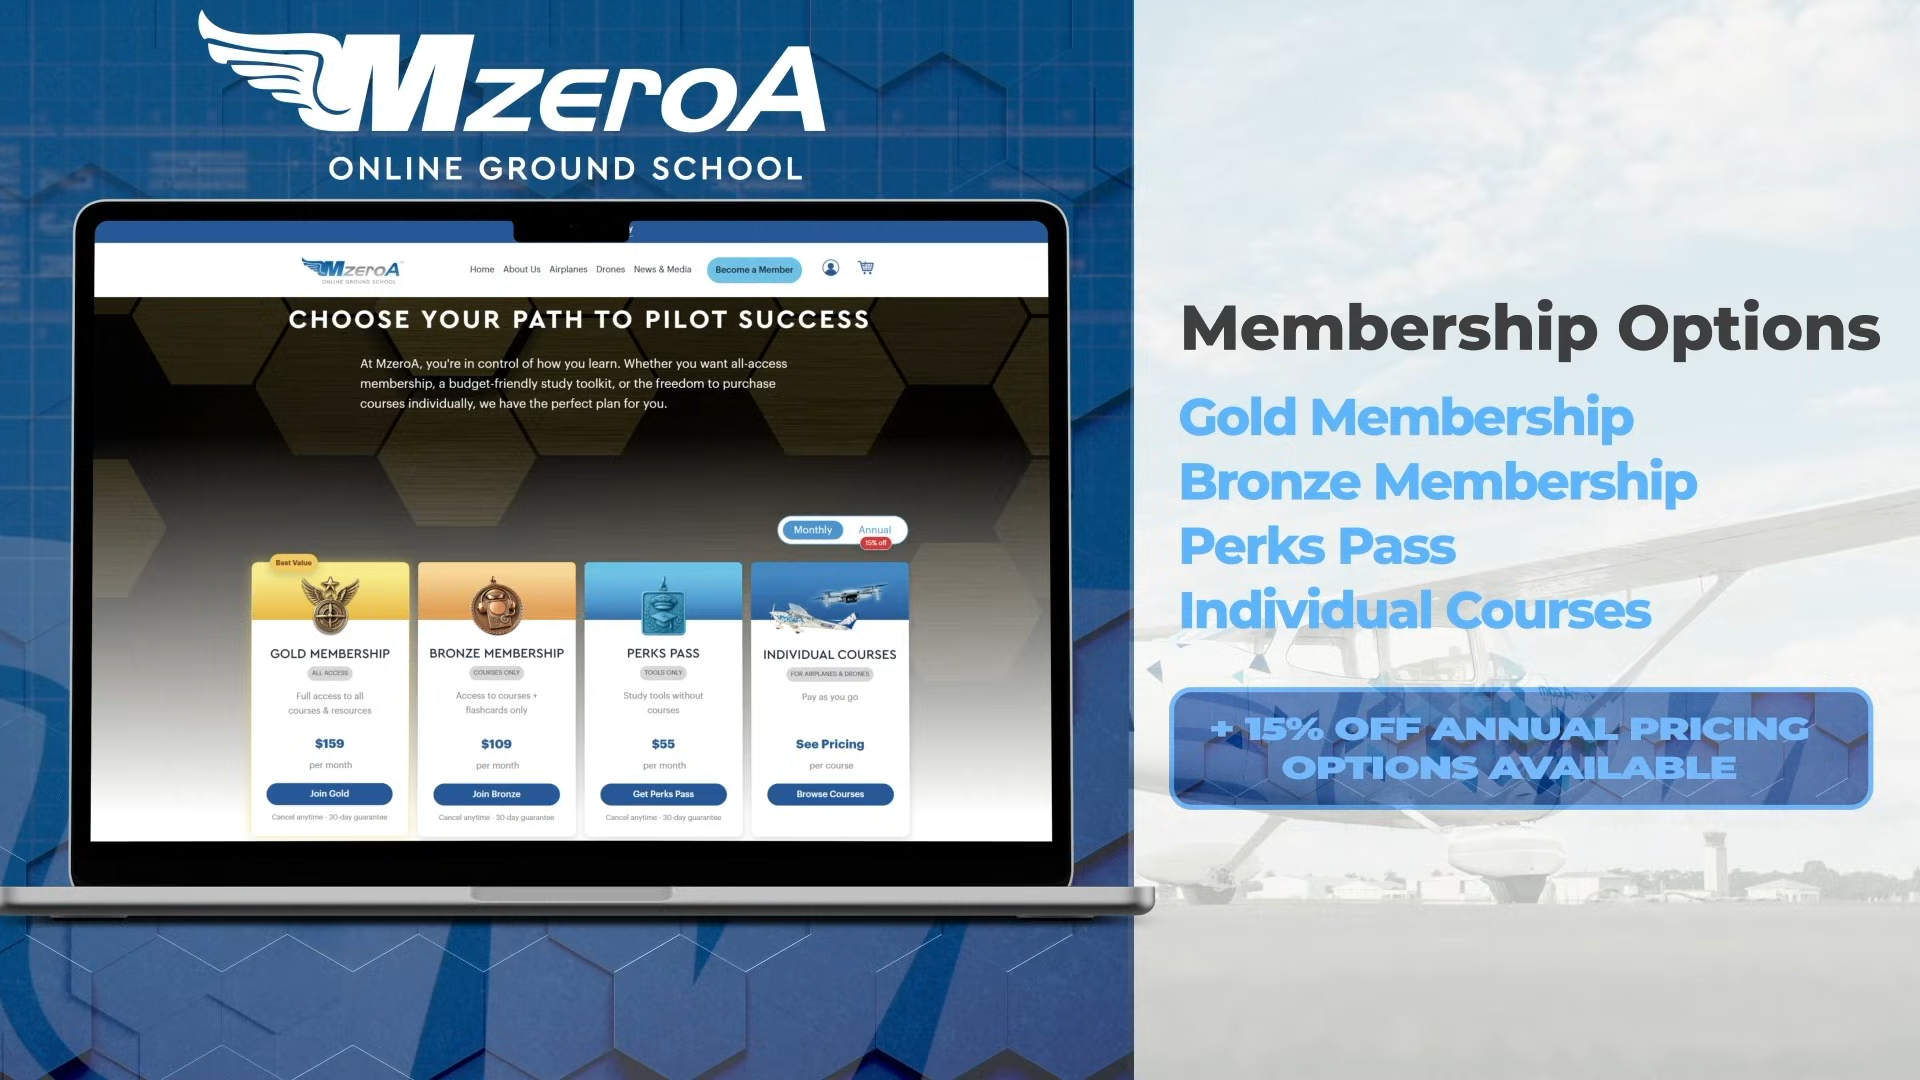 MzeroA
ONLINE GROUND SCHOOL
MzeroA
ONLINE GROUND SCHOOL
Home About Us Airplanes Drones News & Media Become a Member
CHOOSE YOUR PATH TO PILOT SUCCESS
At MzeroA, you're in control of how you learn. Whether you want all-access
membership, a budget-friendly study toolkit, or the freedom to purchase
courses individually, we have the perfect plan for you.
Monthly Annual
15% off
Best Value
GOLD MEMBERSHIP
ALL ACCESS
Full access to all
courses & resources
$159
per month
Join Gold
Cancel anytime · 30-day guarantee
BRONZE MEMBERSHIP
COURSES ONLY
Access to courses +
flashcards only
$109
per month
Join Bronze
Cancel anytime · 30-day guarantee
PERKS PASS
TOOLS ONLY
Study tools without
courses
$55
per month
Get Perks Pass
Cancel anytime · 30-day guarantee
INDIVIDUAL COURSES
FOR AIRPLANES & DRONES
Pay as you go
See Pricing
per course
Browse Courses
Membership Options
Gold Membership
Bronze Membership
Perks Pass
Individual Courses
+ 15% OFF ANNUAL PRICING
OPTIONS AVAILABLE